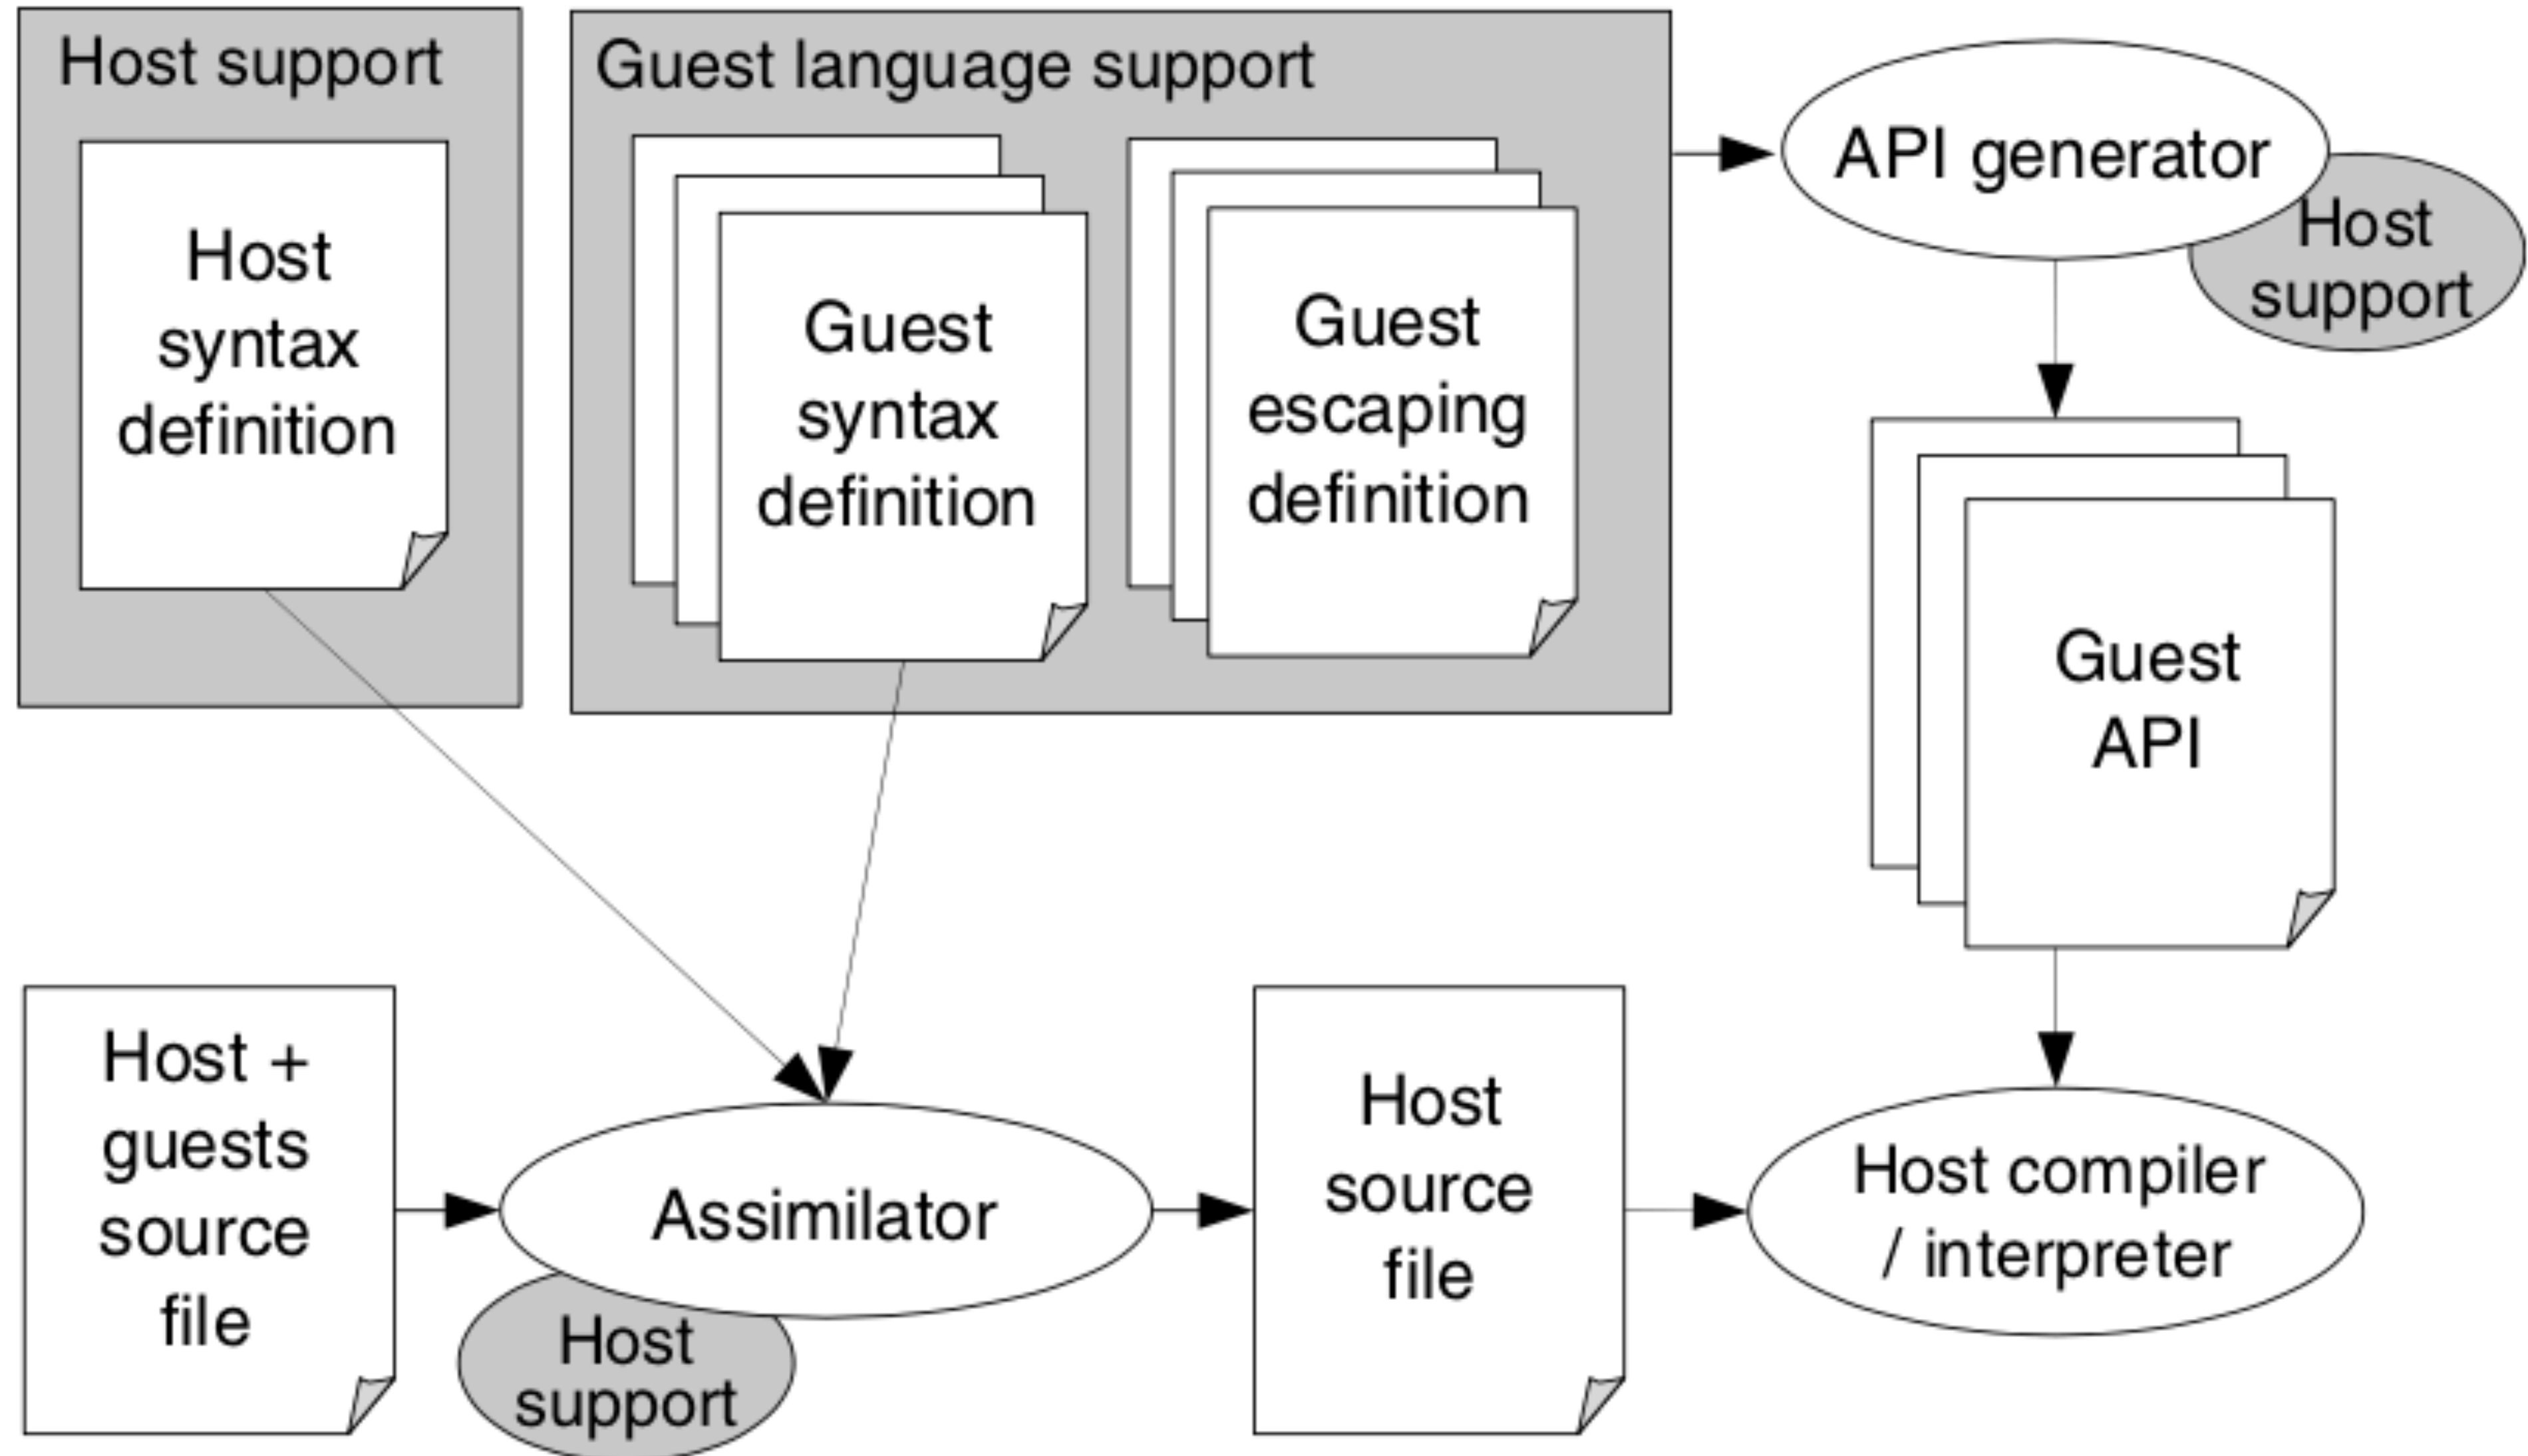 Host support
Host
syntax
definition
Guest language support
Guest
syntax
definition
Guest
escaping
definition
API generator
Host
support
Guest
API
Host +
guests
source
file
Assimilator
Host
support
Host
source
file
Host compiler
/ interpreter